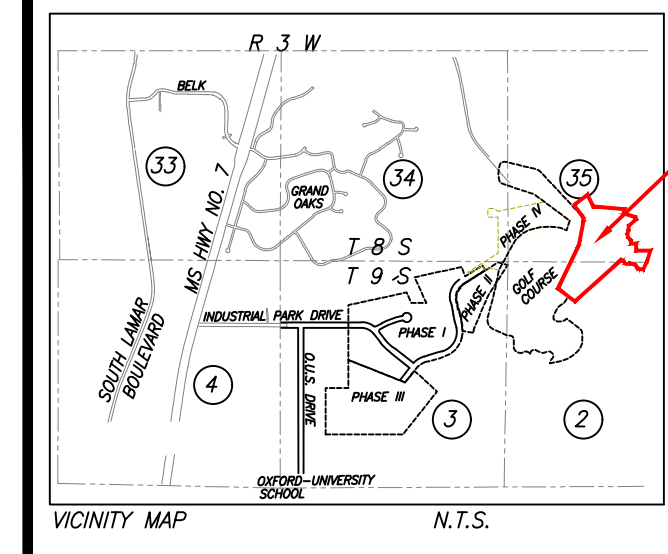 R 3 W
BELK
33
MS HWY NO. 7
GRAND
OAKS
34
35
T 8 S
T 9 S
PHASE IV
PHASE II
GOLF
COURSE
SOUTH LAMAR
BOULEVARD
INDUSTRIAL PARK DRIVE
PHASE I
O.U.S. DRIVE
PHASE III
4
3
2
OXFORD-UNIVERSITY
SCHOOL
VICINITY MAP
N.T.S.